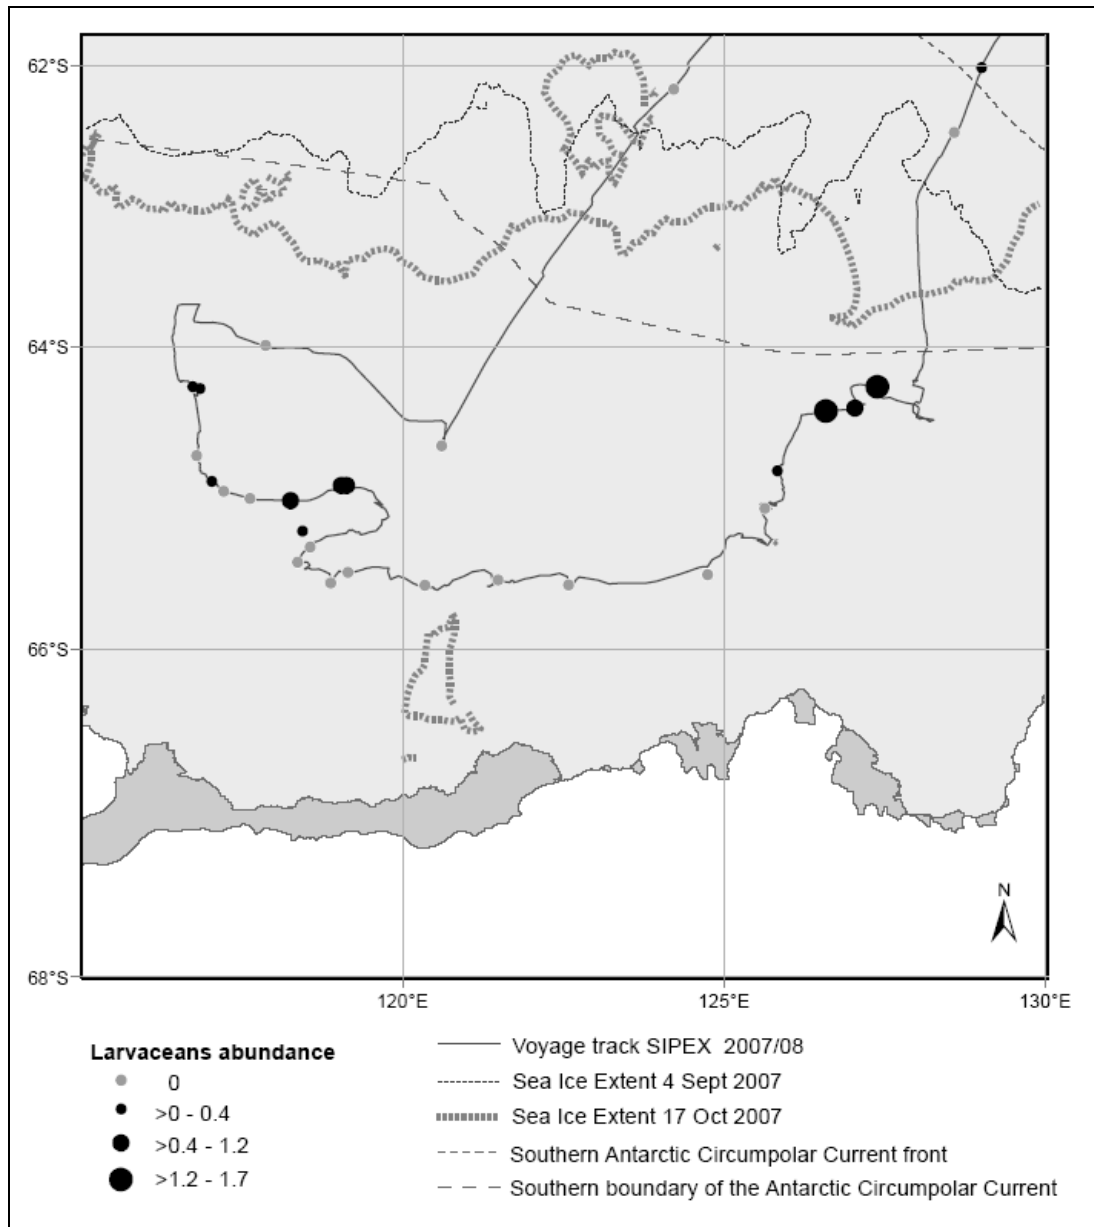 62°S
64°S
66°S
68°S
N
120°E 125°E 130°E
Larvaceans abundance
0
>0 - 0.4
>0.4 - 1.2
>1.2 - 1.7
Voyage track SIPEX 2007/08
Sea Ice Extent 4 Sept 2007
Sea Ice Extent 17 Oct 2007
Southern Antarctic Circumpolar Current front
Southern boundary of the Antarctic Circumpolar Current